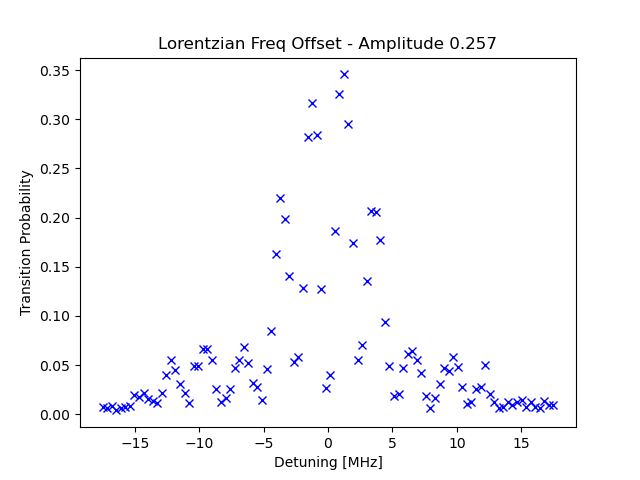 Lorentzian Freq Offset - Amplitude 0.257
Transition Probability
0.35
0.30
0.25
0.20
0.15
0.10
0.05
0.00
−15 −10 −5 0 5 10 15
Detuning [MHz]